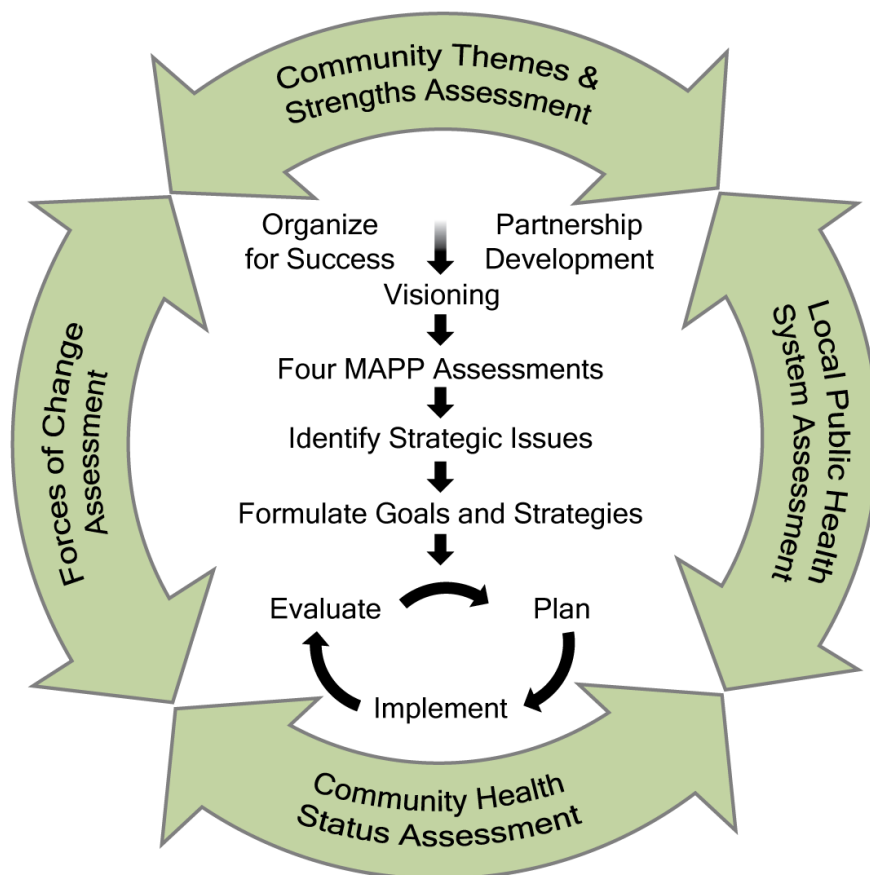 Community Themes &
Strengths Assessment
Organize
for Success
Partnership
Development
Visioning
Four MAPP Assessments
Identify Strategic Issues
Formulate Goals and Strategies
Evaluate
Plan
Implement
Forces of Change
Assessment
Local Public Health
System Assessment
Community Health
Status Assessment